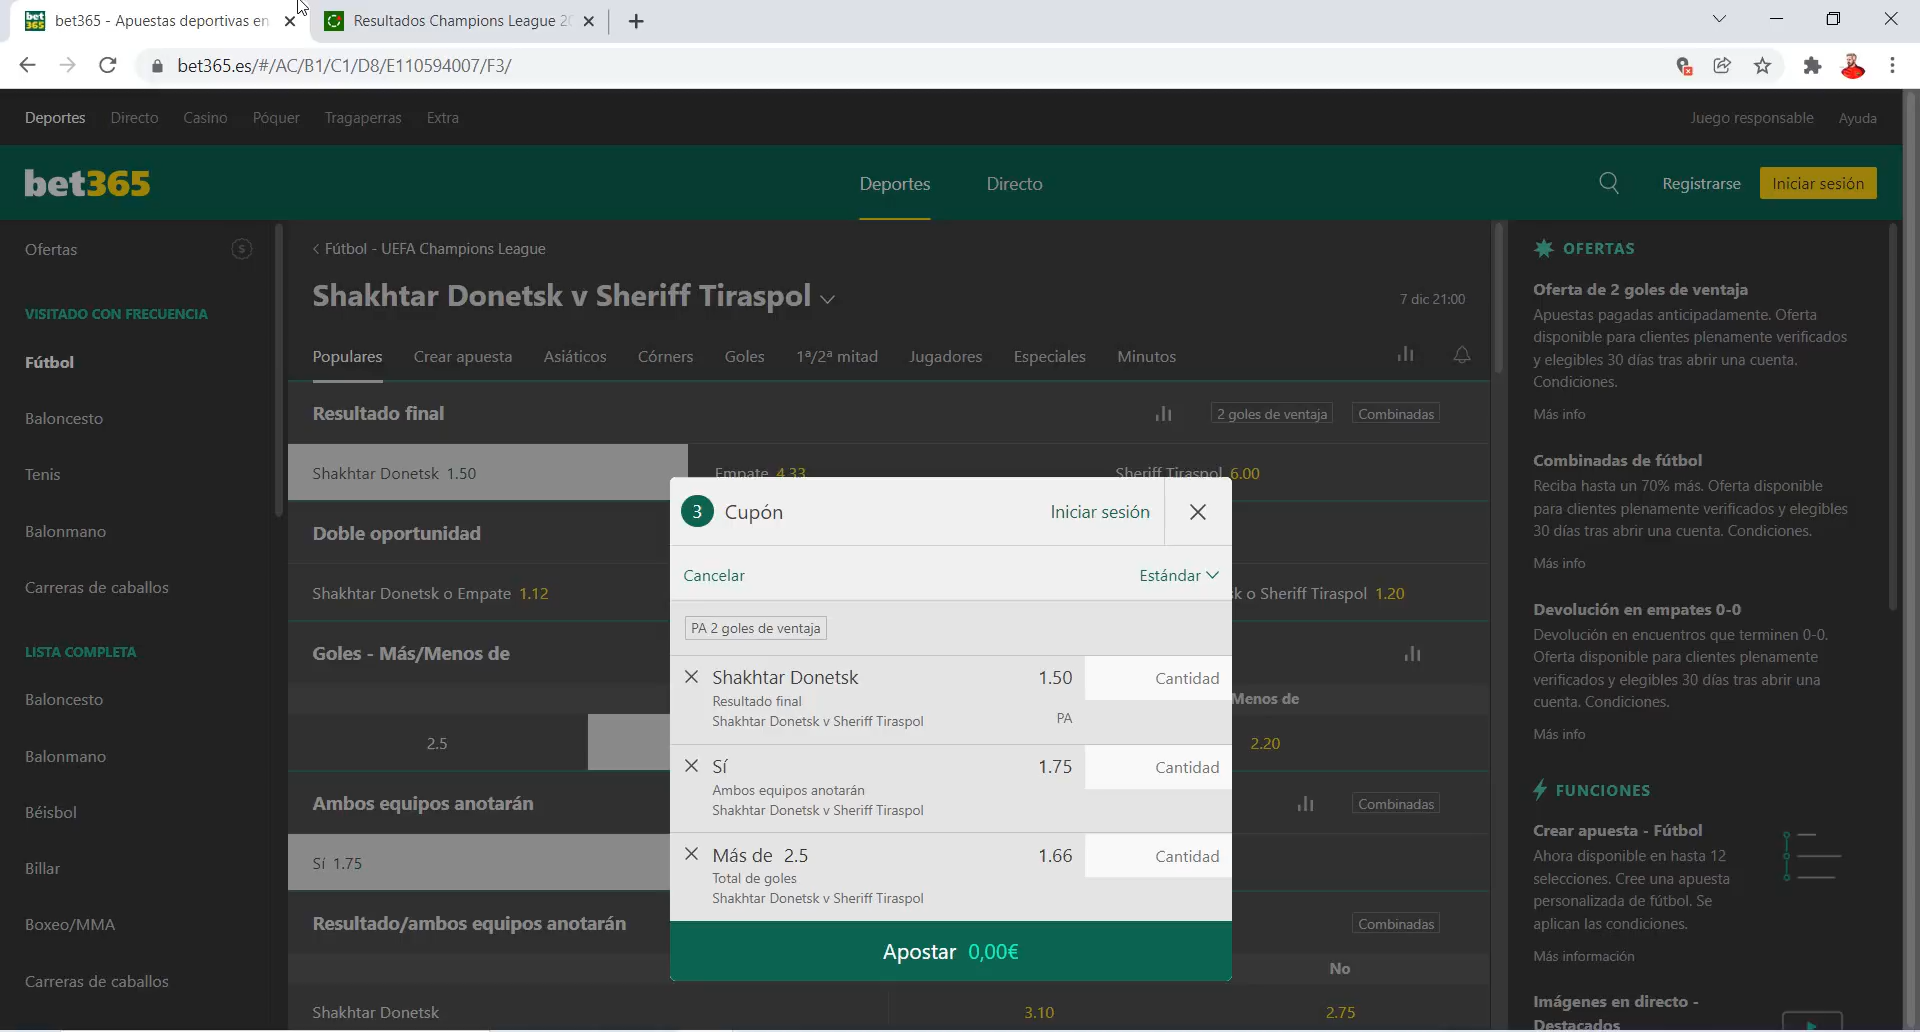 bet365 - Apuestas deportivas en
Resultados Champions League 20
bet365.es/#/AC/B1/C1/D8/E110594007/F3/
Deportes Directo Casino Póquer Tragaperras Extra
Juego responsable Ayuda
bet365
Deportes Directo
Registrarse Iniciar sesión
Ofertas
VISITADO CON FRECUENCIA
Fútbol
Baloncesto
Tenis
Balonmano
Carreras de caballos
LISTA COMPLETA
Baloncesto
Balonmano
Béisbol
Billar
Boxeo/MMA
Carreras de caballos
< Fútbol - UEFA Champions League
Shakhtar Donetsk v Sheriff Tiraspol
7 dic 21:00
Populares Crear apuesta Asiáticos Córners Goles 1ª/2ª mitad Jugadores Especiales Minutos
Resultado final
2 goles de ventaja Combinadas
Shakhtar Donetsk 1.50 Empate 4.33 Sheriff Tiraspol 6.00
Doble oportunidad
Shakhtar Donetsk o Empate 1.12
sk o Sheriff Tiraspol 1.20
Goles - Más/Menos de
Menos de
2.5
2.20
Ambos equipos anotarán
Combinadas
Sí 1.75
Resultado/ambos equipos anotarán
Combinadas
No
Shakhtar Donetsk 3.10 2.75
3 Cupón Iniciar sesión
Cancelar Estándar
PA 2 goles de ventaja
Shakhtar Donetsk 1.50 Cantidad
Resultado final
Shakhtar Donetsk v Sheriff Tiraspol PA
Sí 1.75 Cantidad
Ambos equipos anotarán
Shakhtar Donetsk v Sheriff Tiraspol
Más de 2.5 1.66 Cantidad
Total de goles
Shakhtar Donetsk v Sheriff Tiraspol
Apostar 0,00€
OFERTAS
Oferta de 2 goles de ventaja
Apuestas pagadas anticipadamente. Oferta
disponible para clientes plenamente verificados
y elegibles 30 días tras abrir una cuenta.
Condiciones.
Más info
Combinadas de fútbol
Reciba hasta un 70% más. Oferta disponible
para clientes plenamente verificados y elegibles
30 días tras abrir una cuenta. Condiciones.
Más info
Devolución en empates 0-0
Devolución en encuentros que terminen 0-0.
Oferta disponible para clientes plenamente
verificados y elegibles 30 días tras abrir una
cuenta. Condiciones.
Más info
FUNCIONES
Crear apuesta - Fútbol
Ahora disponible en hasta 12
selecciones. Cree una apuesta
personalizada de fútbol. Se
aplican las condiciones.
Más información
Imágenes en directo -
Destacados